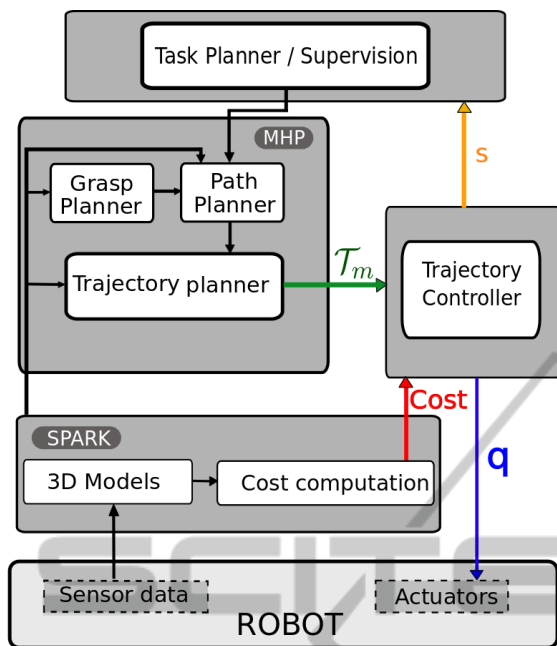 Task Planner / Supervision
MHP
Grasp
Planner
Path
Planner
s
Trajectory planner
𝒯m
Trajectory
Controller
Cost
SPARK
3D Models
Cost computation
q
Sensor data
Actuators
ROBOT
SCITE